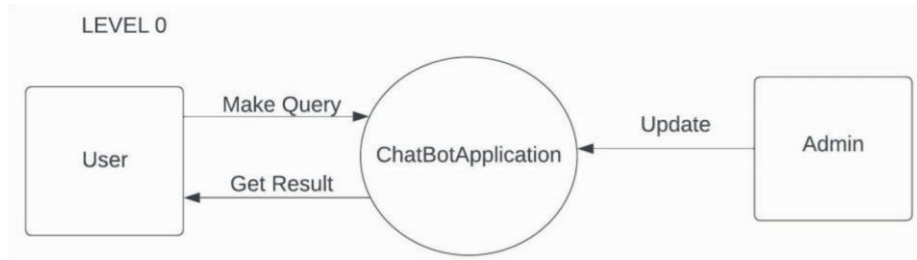 LEVEL 0
Make Query
User
Get Result
ChatBotApplication
Update
Admin